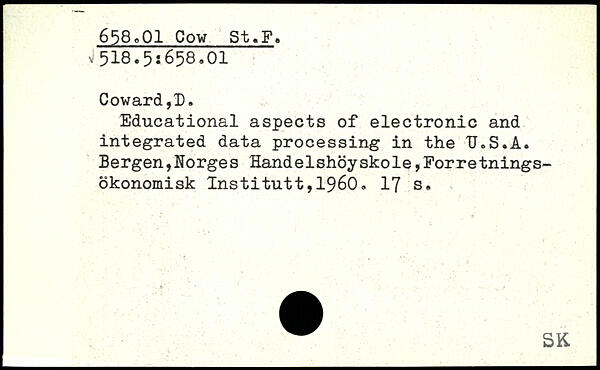 658.01 Cow St.F.
√518.5:658.01
Coward,D.
Educational aspects of electronic and
integrated data processing in the U.S.A.
Bergen,Norges Handelshöyskole,Forretnings-
ökonomisk Institutt,1960. 17 s.
SK